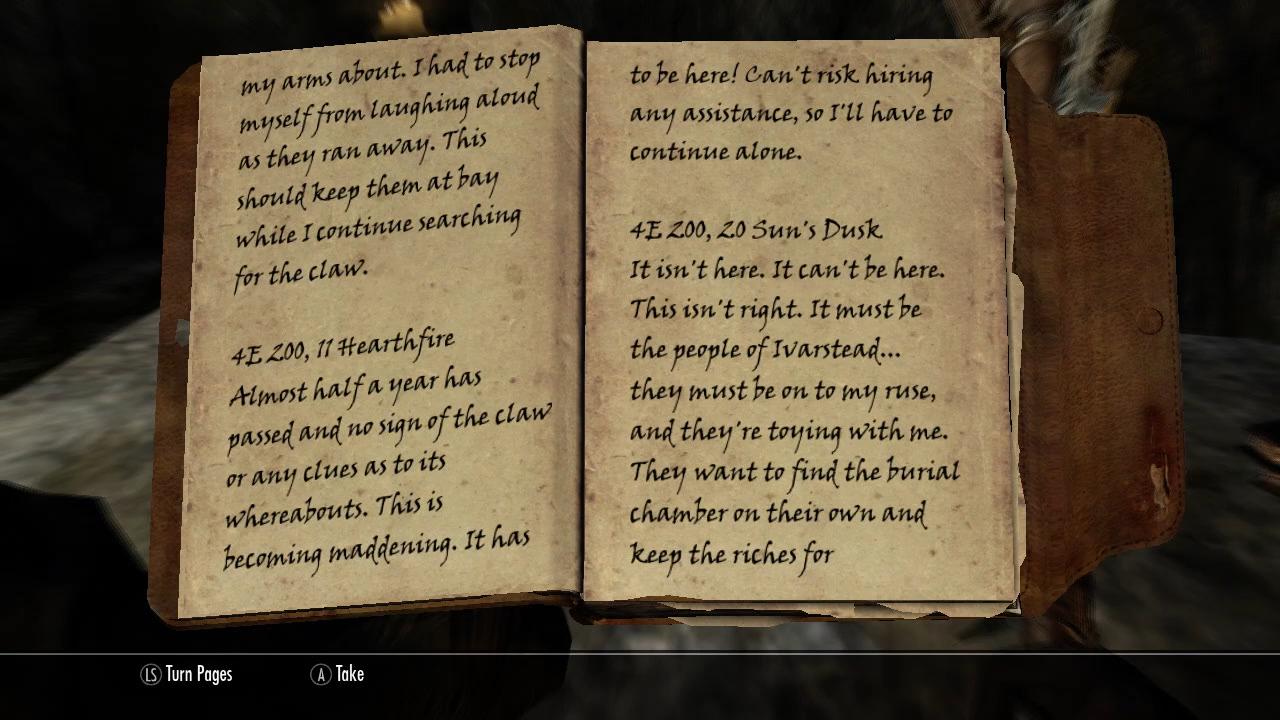 my arms about. I had to stop
myself from laughing aloud
as they ran away. This
should keep them at bay
while I continue searching
for the claw.
4E 200, 11 Hearthfire
Almost half a year has
passed and no sign of the claw
or any clues as to its
whereabouts. This is
becoming maddening. It has
to be here! Can't risk hiring
any assistance, so I'll have to
continue alone.
4E 200, 20 Sun's Dusk
It isn't here. It can't be here.
This isn't right. It must be
the people of Ivarstead...
they must be on to my ruse,
and they're toying with me.
They want to find the burial
chamber on their own and
keep the riches for
LS Turn Pages
A Take